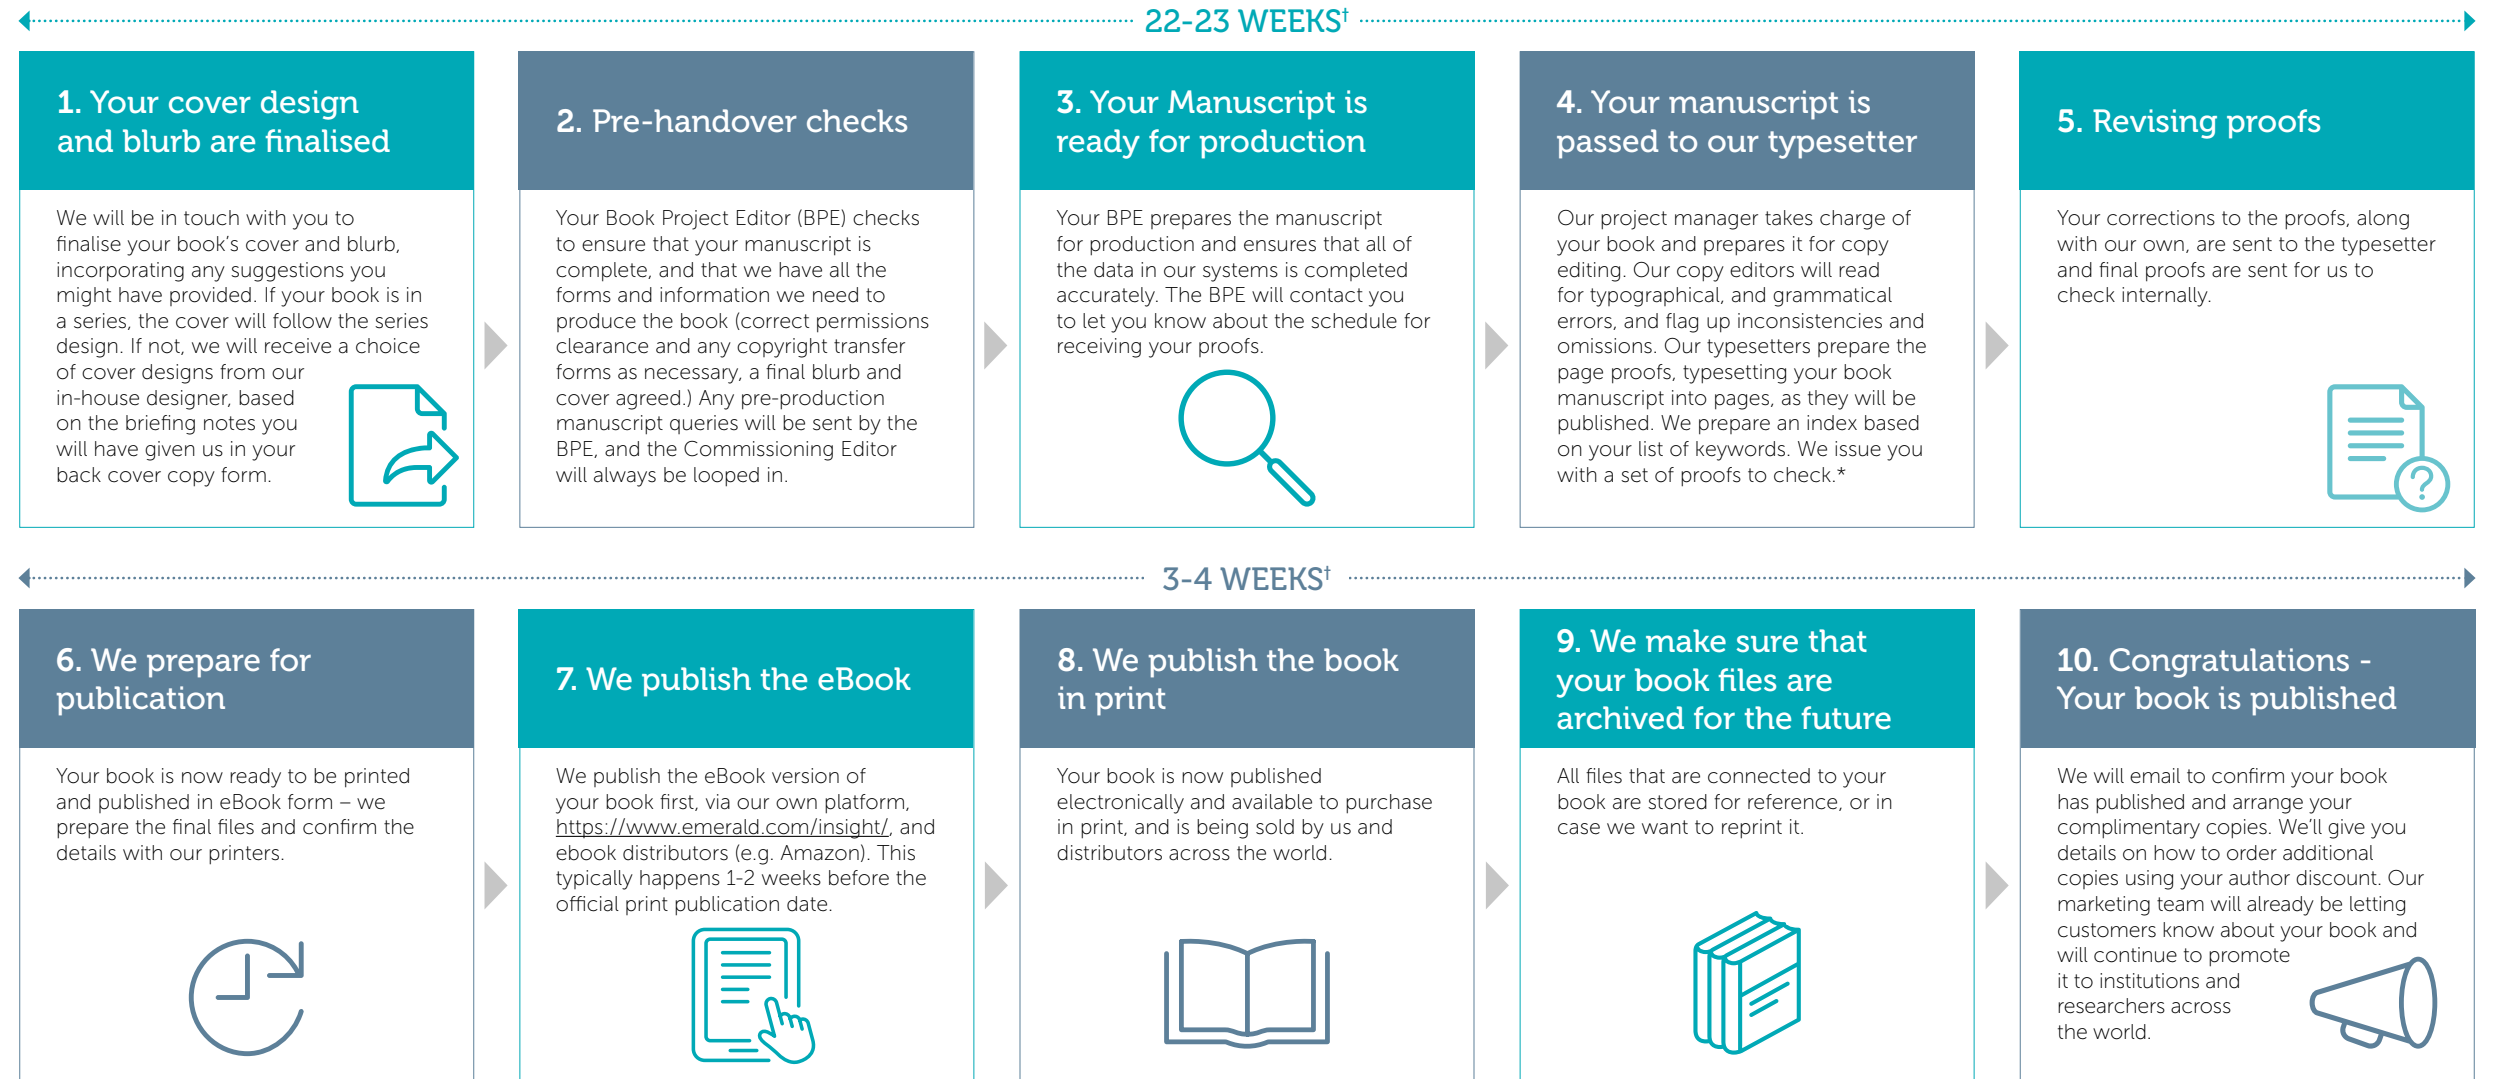 22-23 WEEKS†
1. Your cover design
and blurb are finalised
We will be in touch with you to
finalise your book’s cover and blurb,
incorporating any suggestions you
might have provided. If your book is in
a series, the cover will follow the series
design. If not, we will receive a choice
of cover designs from our
in-house designer, based
on the briefing notes you
will have given us in your
back cover copy form.
2. Pre-handover checks
Your Book Project Editor (BPE) checks
to ensure that your manuscript is
complete, and that we have all the
forms and information we need to
produce the book (correct permissions
clearance and any copyright transfer
forms as necessary, a final blurb and
cover agreed.) Any pre-production
manuscript queries will be sent by the
BPE, and the Commissioning Editor
will always be looped in.
3. Your Manuscript is
ready for production
Your BPE prepares the manuscript
for production and ensures that all of
the data in our systems is completed
accurately. The BPE will contact you
to let you know about the schedule for
receiving your proofs.
4. Your manuscript is
passed to our typesetter
Our project manager takes charge of
your book and prepares it for copy
editing. Our copy editors will read
for typographical, and grammatical
errors, and flag up inconsistencies and
omissions. Our typesetters prepare the
page proofs, typesetting your book
manuscript into pages, as they will be
published. We prepare an index based
on your list of keywords. We issue you
with a set of proofs to check.*
5. Revising proofs
Your corrections to the proofs, along
with our own, are sent to the typesetter
and final proofs are sent for us to
check internally.
3-4 WEEKS†
6. We prepare for
publication
Your book is now ready to be printed
and published in eBook form – we
prepare the final files and confirm the
details with our printers.
7. We publish the eBook
We publish the eBook version of
your book first, via our own platform,
https://www.emerald.com/insight/, and
ebook distributors (e.g. Amazon). This
typically happens 1-2 weeks before the
official print publication date.
8. We publish the book
in print
Your book is now published
electronically and available to purchase
in print, and is being sold by us and
distributors across the world.
9. We make sure that
your book files are
archived for the future
All files that are connected to your
book are stored for reference, or in
case we want to reprint it.
10. Congratulations -
Your book is published
We will email to confirm your book
has published and arrange your
complimentary copies. We’ll give you
details on how to order additional
copies using your author discount. Our
marketing team will already be letting
customers know about your book and
will continue to promote
it to institutions and
researchers across
the world.